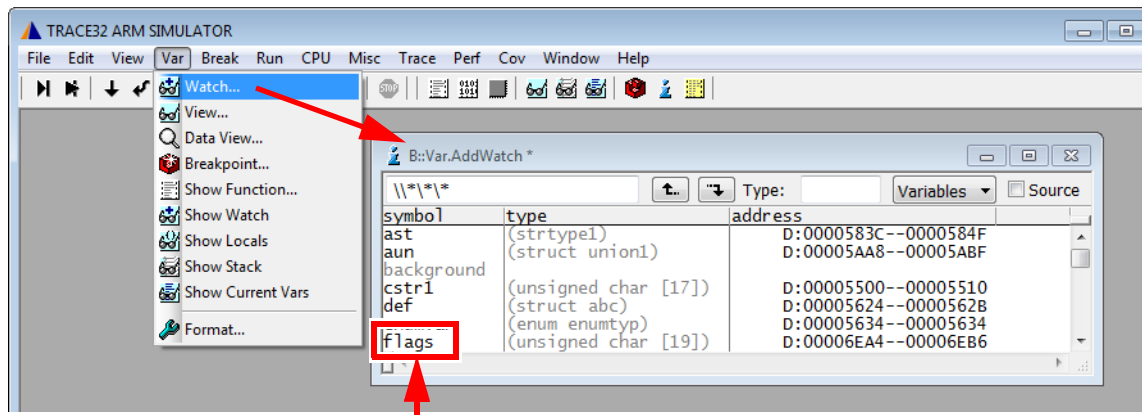 TRACE32 ARM SIMULATOR
File Edit View Var Break Run CPU Misc Trace Perf Cov Window Help
STOP
Watch...
View...
Data View...
Breakpoint...
Show Function...
Show Watch
Show Locals
Show Stack
Show Current Vars
Format...
B::Var.AddWatch *
\\*\*\* Type: Variables Source
symbol type address
ast (strtype1) D:0000583C--0000584F
aun (struct union1) D:00005AA8--00005ABF
background
cstr1 (unsigned char [17]) D:00005500--00005510
def (struct abc) D:00005624--0000562B
(enum enumtyp) D:00005634--00005634
flags (unsigned char [19]) D:00006EA4--00006EB6